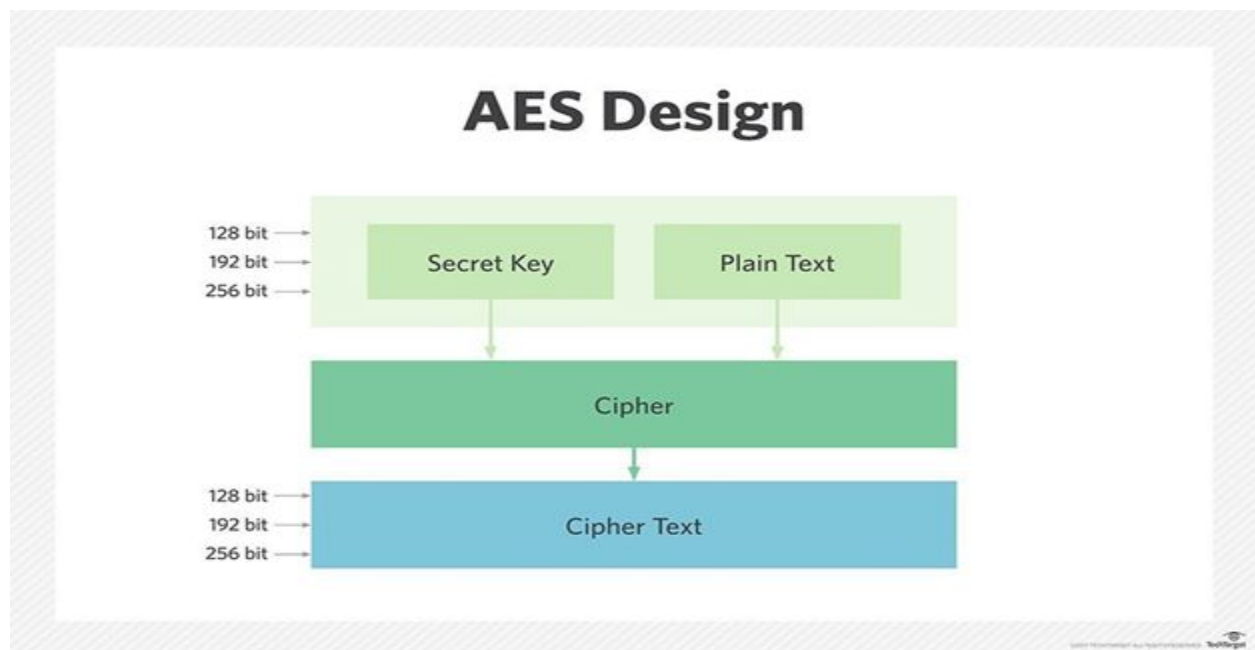 AES Design
128 bit
192 bit
256 bit
Secret Key
Plain Text
Cipher
128 bit
192 bit
256 bit
Cipher Text
TechTarget